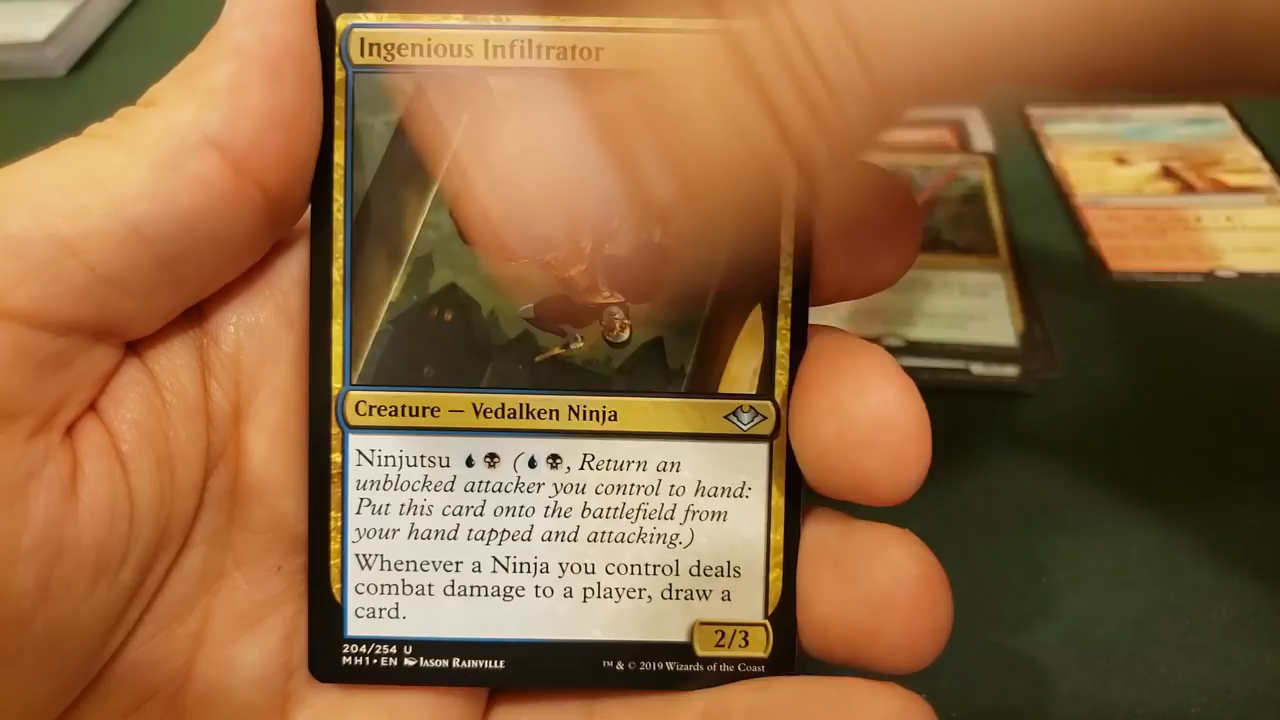 Ingenious Infiltrator
Creature — Vedalken Ninja
Ninjutsu (, Return an
unblocked attacker you control to hand:
Put this card onto the battlefield from
your hand tapped and attacking.)
Whenever a Ninja you control deals
combat damage to a player, draw a
card.
2/3
204/254 U
MH1 • EN Jason Rainville
™ & © 2019 Wizards of the Coast